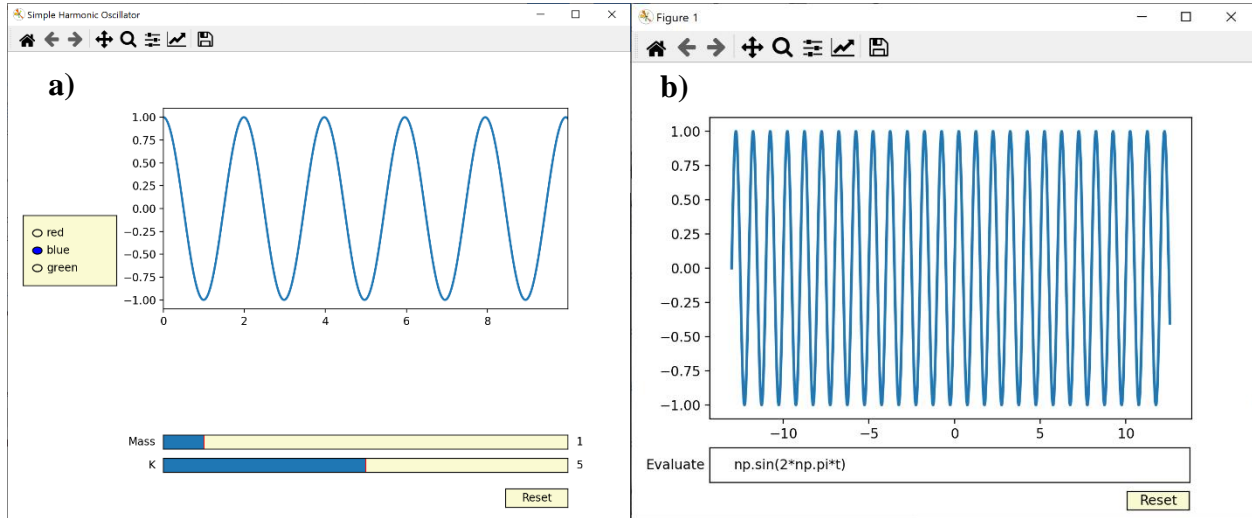 Simple Harmonic Oscillator
a)
1.00
0.75
0.50
0.25
0.00
−0.25
−0.50
−0.75
−1.00
0 2 4 6 8
red
blue
green
Mass 1
K 5
Reset
Figure 1
b)
1.00
0.75
0.50
0.25
0.00
−0.25
−0.50
−0.75
−1.00
−10 −5 0 5 10
Evaluate np.sin(2*np.pi*t)
Reset